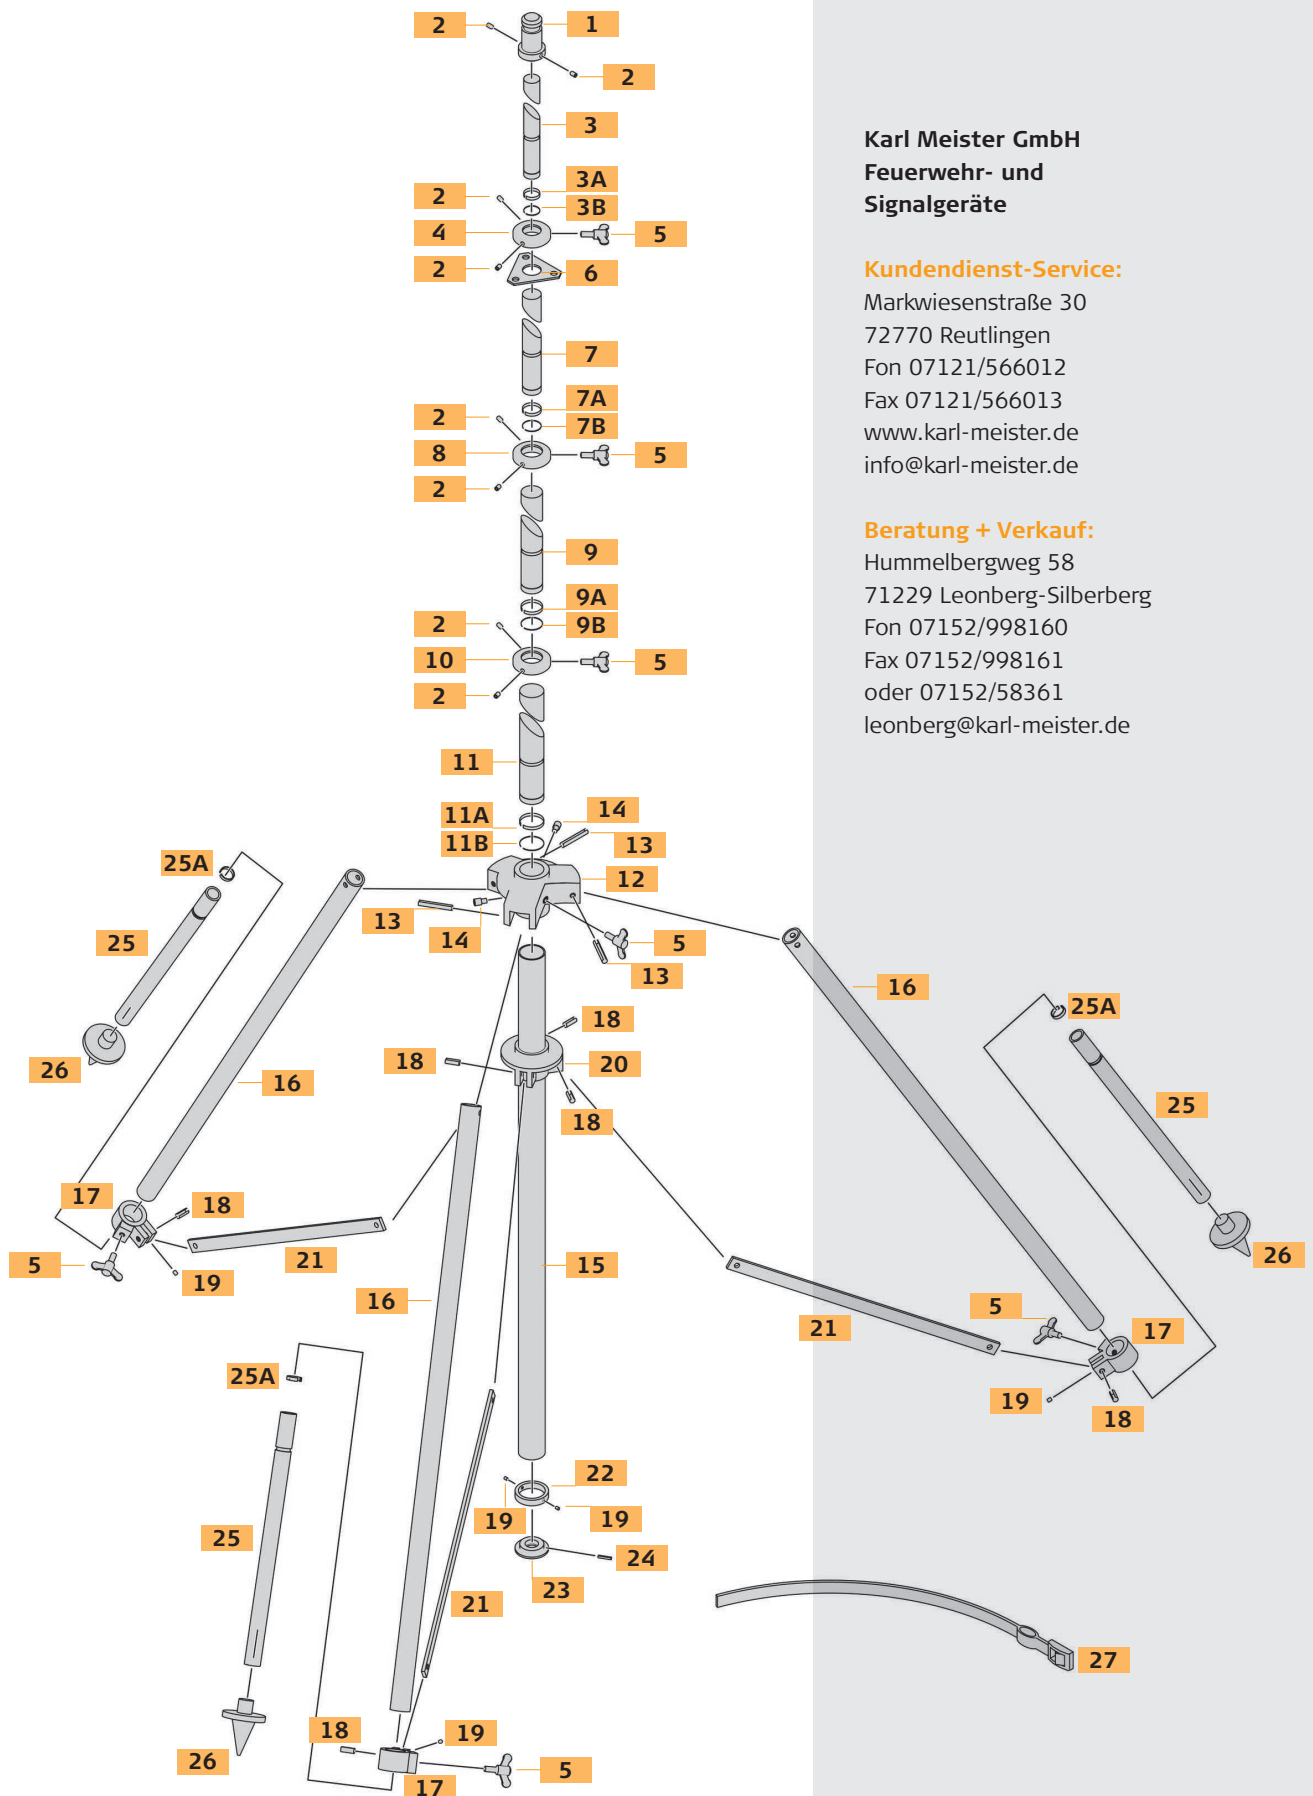 2
1
2
3
3A
2
3B
4
5
2
6
7
7A
2
7B
8
5
2
9
9A
2
9B
10
5
2
11
14
11A
11B
13
25A
12
13
14
5
25
13
16
25A
18
26
18
20
16
25
18
17
18
21
15
26
5
19
16
5
21
17
25A
19
18
22
19
19
25
24
23
21
27
18
19
26
5
17
Karl Meister GmbH
Feuerwehr- und
Signalgeräte
Kundendienst-Service:
Markwiesenstraße 30
72770 Reutlingen
Fon 07121/566012
Fax 07121/566013
www.karl-meister.de
info@karl-meister.de
Beratung + Verkauf:
Hummelbergweg 58
71229 Leonberg-Silberberg
Fon 07152/998160
Fax 07152/998161
oder 07152/58361
leonberg@karl-meister.de